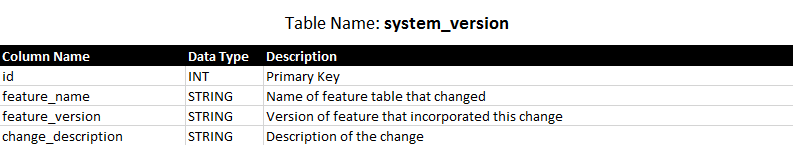 Table Name: system_version
Column Name Data Type Description
id INT Primary Key
feature_name STRING Name of feature table that changed
feature_version STRING Version of feature that incorporated this change
change_description STRING Description of the change